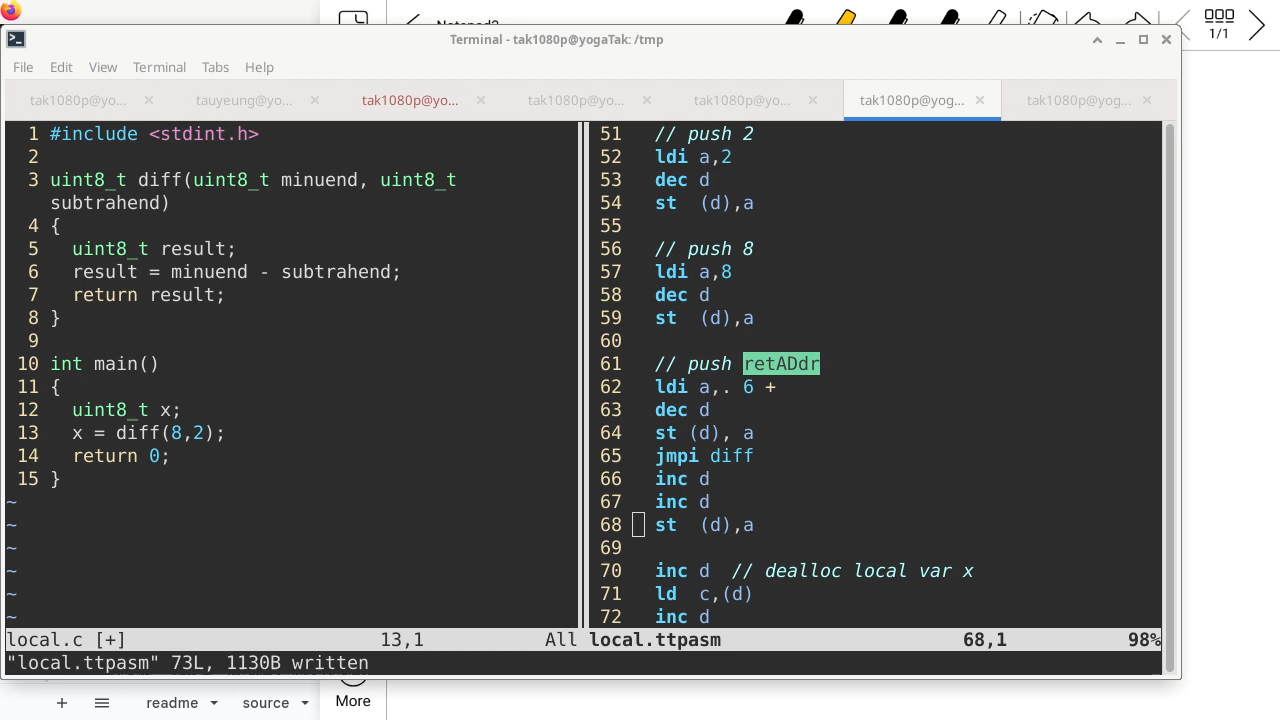 Notepad2
1/1
Terminal - tak1080p@yogaTak: /tmp
File Edit View Terminal Tabs Help
tak1080p@yo... tauyeung@yo... tak1080p@yo... tak1080p@yo... tak1080p@yo... tak1080p@yog... tak1080p@yog...
1 #include <stdint.h>
2
3 uint8_t diff(uint8_t minuend, uint8_t
subtrahend)
4 {
5   uint8_t result;
6   result = minuend - subtrahend;
7   return result;
8 }
9
10 int main()
11 {
12   uint8_t x;
13   x = diff(8,2);
14   return 0;
15 }
~
~
~
~
~
~
local.c [+] 13,1 All
51   // push 2
52   ldi a,2
53   dec d
54   st  (d),a
55
56   // push 8
57   ldi a,8
58   dec d
59   st  (d),a
60
61   // push retADdr
62   ldi a,. 6 +
63   dec d
64   st (d), a
65   jmpi diff
66   inc d
67   inc d
68   st  (d),a
69
70   inc d  // dealloc local var x
71   ld  c,(d)
72   inc d
local.ttpasm 68,1 98%
"local.ttpasm" 73L, 1130B written
+ readme source
More